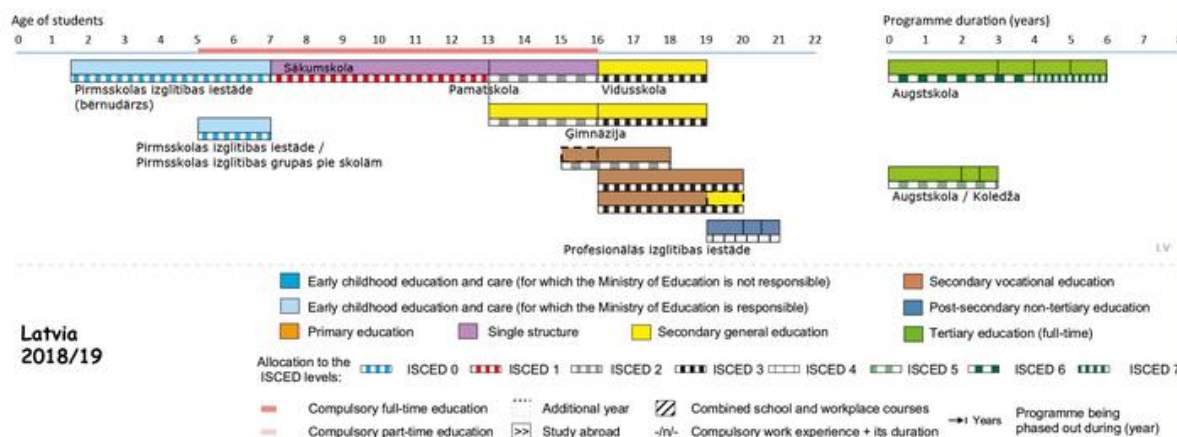 Age of students
Programme duration (years)
0 1 2 3 4 5 6 7 8 9 10 11 12 13 14 15 16 17 18 19 20 21 22
0 1 2 3 4 5 6 7
Sākumskola
Pirmsskolas izglītības iestāde
(bērnudārzs)
Pamatskola
Vidusskola
Augstskola
Ģimnāzija
Pirmsskolas izglītības iestāde /
Pirmsskolas izglītības grupas pie skolām
Augstskola / Koledža
Profesionālās izglītības iestāde
LV
Early childhood education and care (for which the Ministry of Education is not responsible)
Secondary vocational education
Early childhood education and care (for which the Ministry of Education is responsible)
Post-secondary non-tertiary education
Primary education
Single structure
Secondary general education
Tertiary education (full-time)
Latvia
2018/19
Allocation to the
ISCED levels:
ISCED 0
ISCED 1
ISCED 2
ISCED 3
ISCED 4
ISCED 5
ISCED 6
ISCED 7
Compulsory full-time education
Additional year
Combined school and workplace courses
Years
Programme being
phased out during (year)
Compulsory part-time education
>> Study abroad
-/n/- Compulsory work experience + its duration